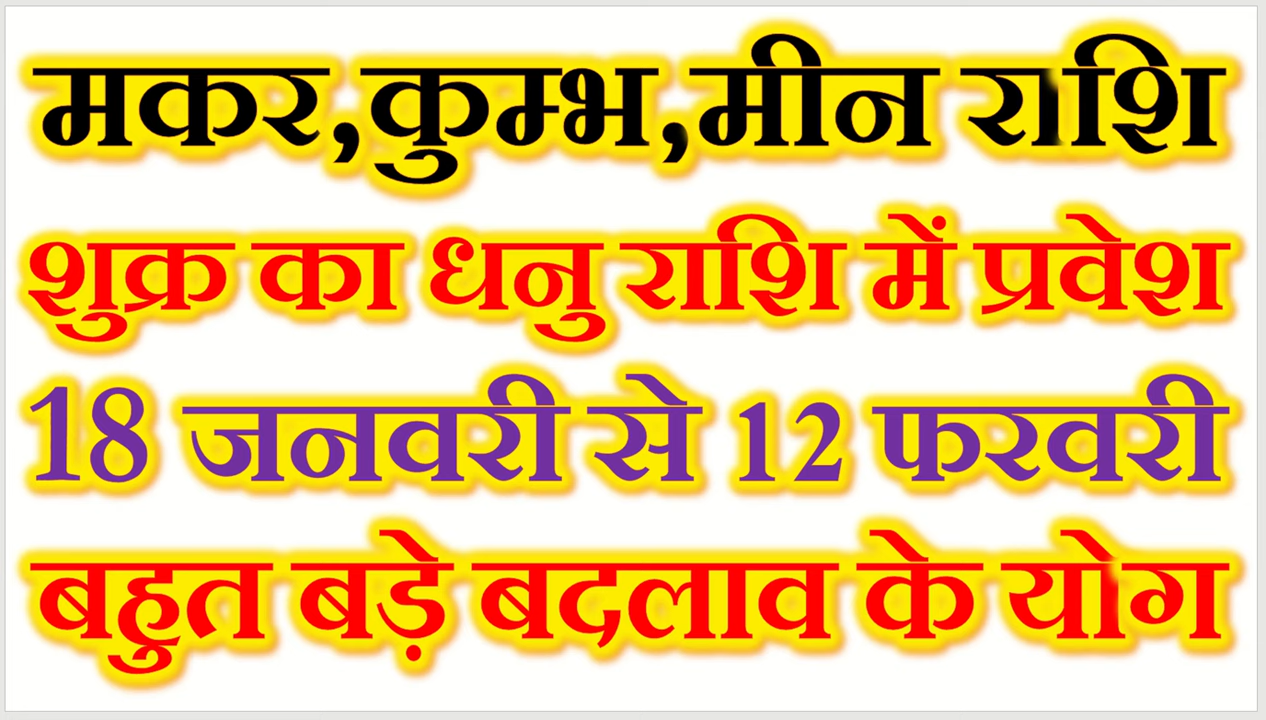 मकर,कुम्भ,मीन राशि
शुक्र का धनु राशि में प्रवेश
18 जनवरी से 12 फरवरी
बहुत बड़े बदलाव के योग